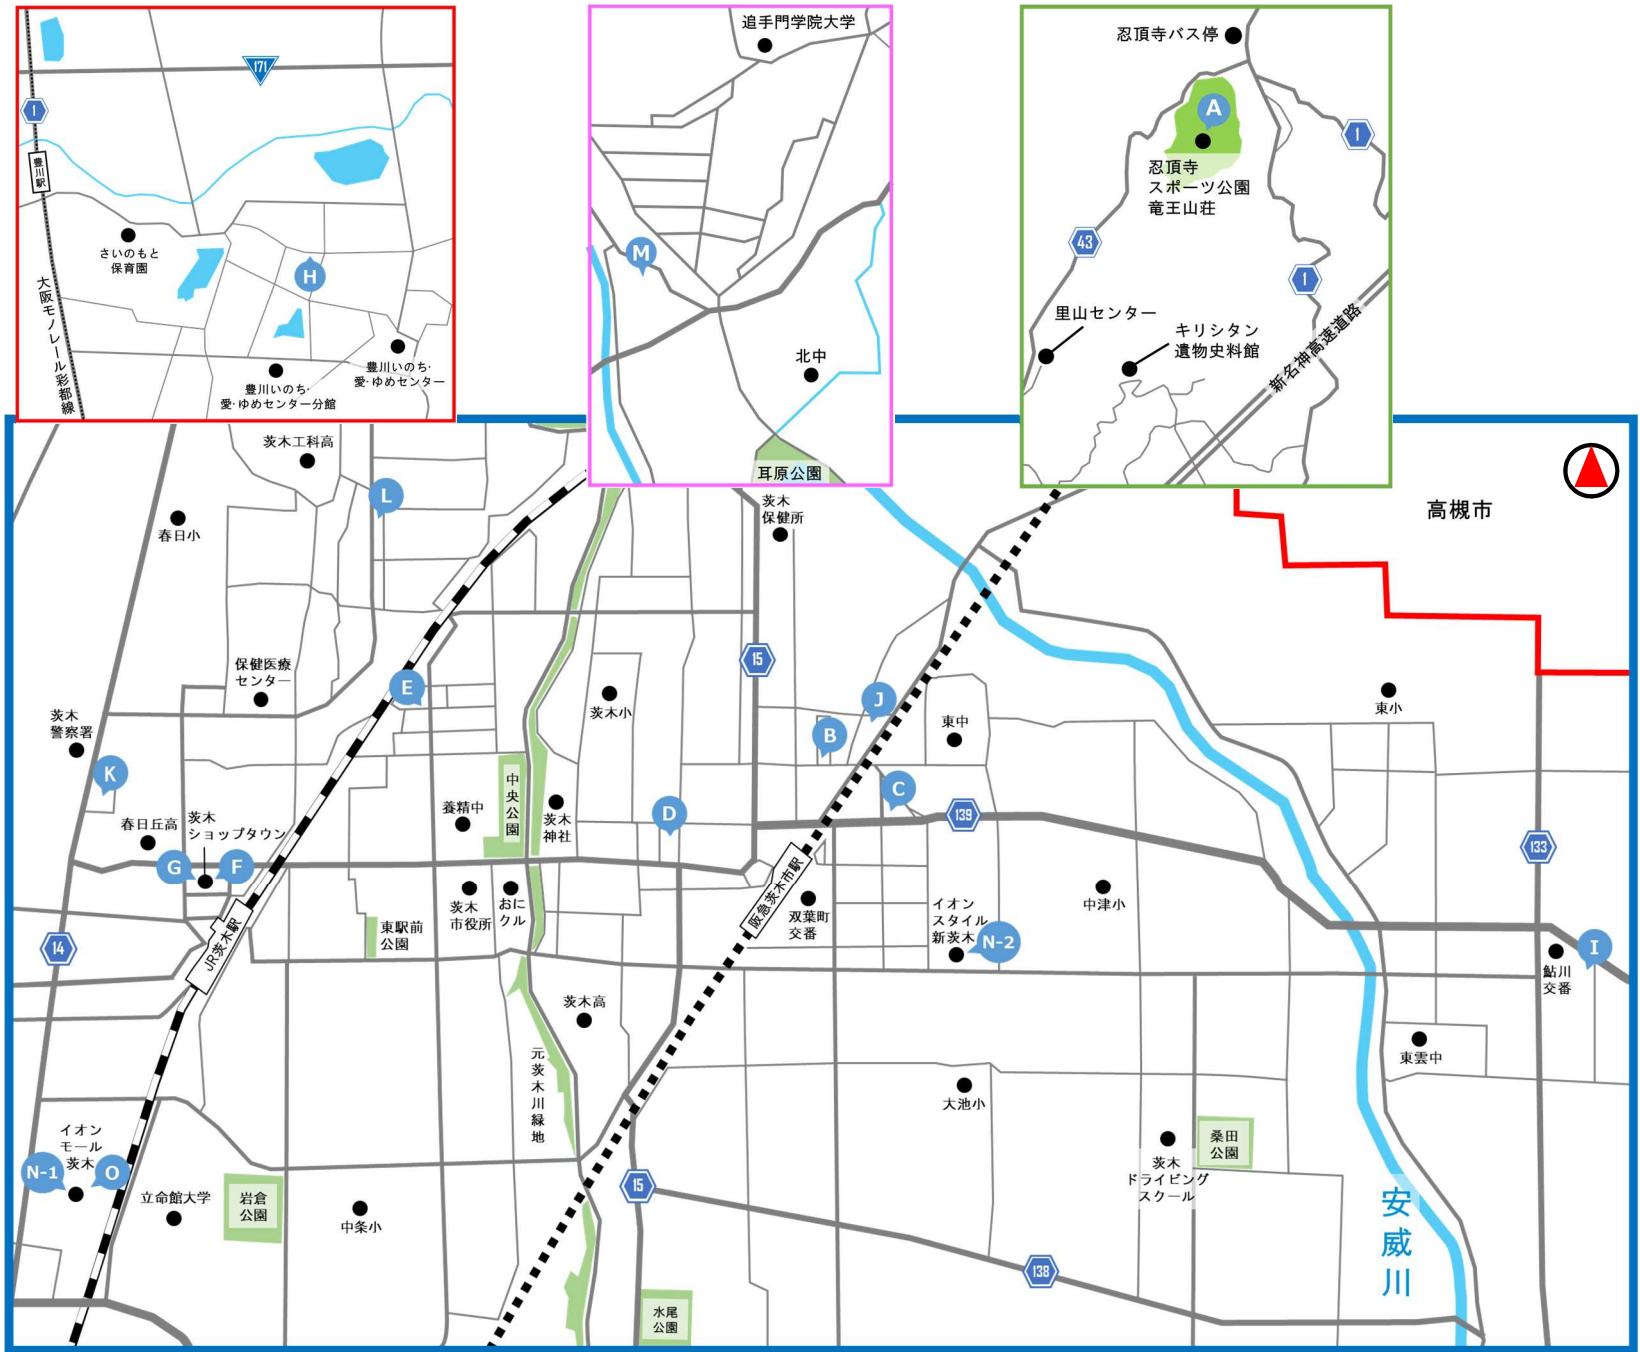 171
1
豊川駅
さいのもと
保育園
H
大阪モノレール彩都線
豊川いのち・
愛・ゆめセンター分館
豊川いのち・
愛・ゆめセンター
追手門学院大学
M
北中
耳原公園
忍頂寺バス停
A
忍頂寺
スポーツ公園
竜王山荘
1
43
1
里山センター
キリシタン
遺物史料館
新名神高速道路
高槻市
茨木工科高
L
春日小
茨木
保健所
保健医療
センター
E
15
茨木小
J
B
東中
東小
茨木
警察署
K
中央公園
養精中
茨木
神社
D
C
139
133
春日丘高
茨木
ショップタウン
G
F
阪急茨木市駅
茨木
市役所
おに
クル
東駅前
公園
双葉町
交番
イオン
スタイル
新茨木
N-2
中津小
14
JR茨木駅
I
鮎川
交番
茨木高
元茨木川緑地
東雲中
大池小
イオン
モール
茨木
N-1
O
立命館大学
岩倉
公園
中条小
15
茨木
ドライビング
スクール
桑田
公園
安威川
138
水尾
公園